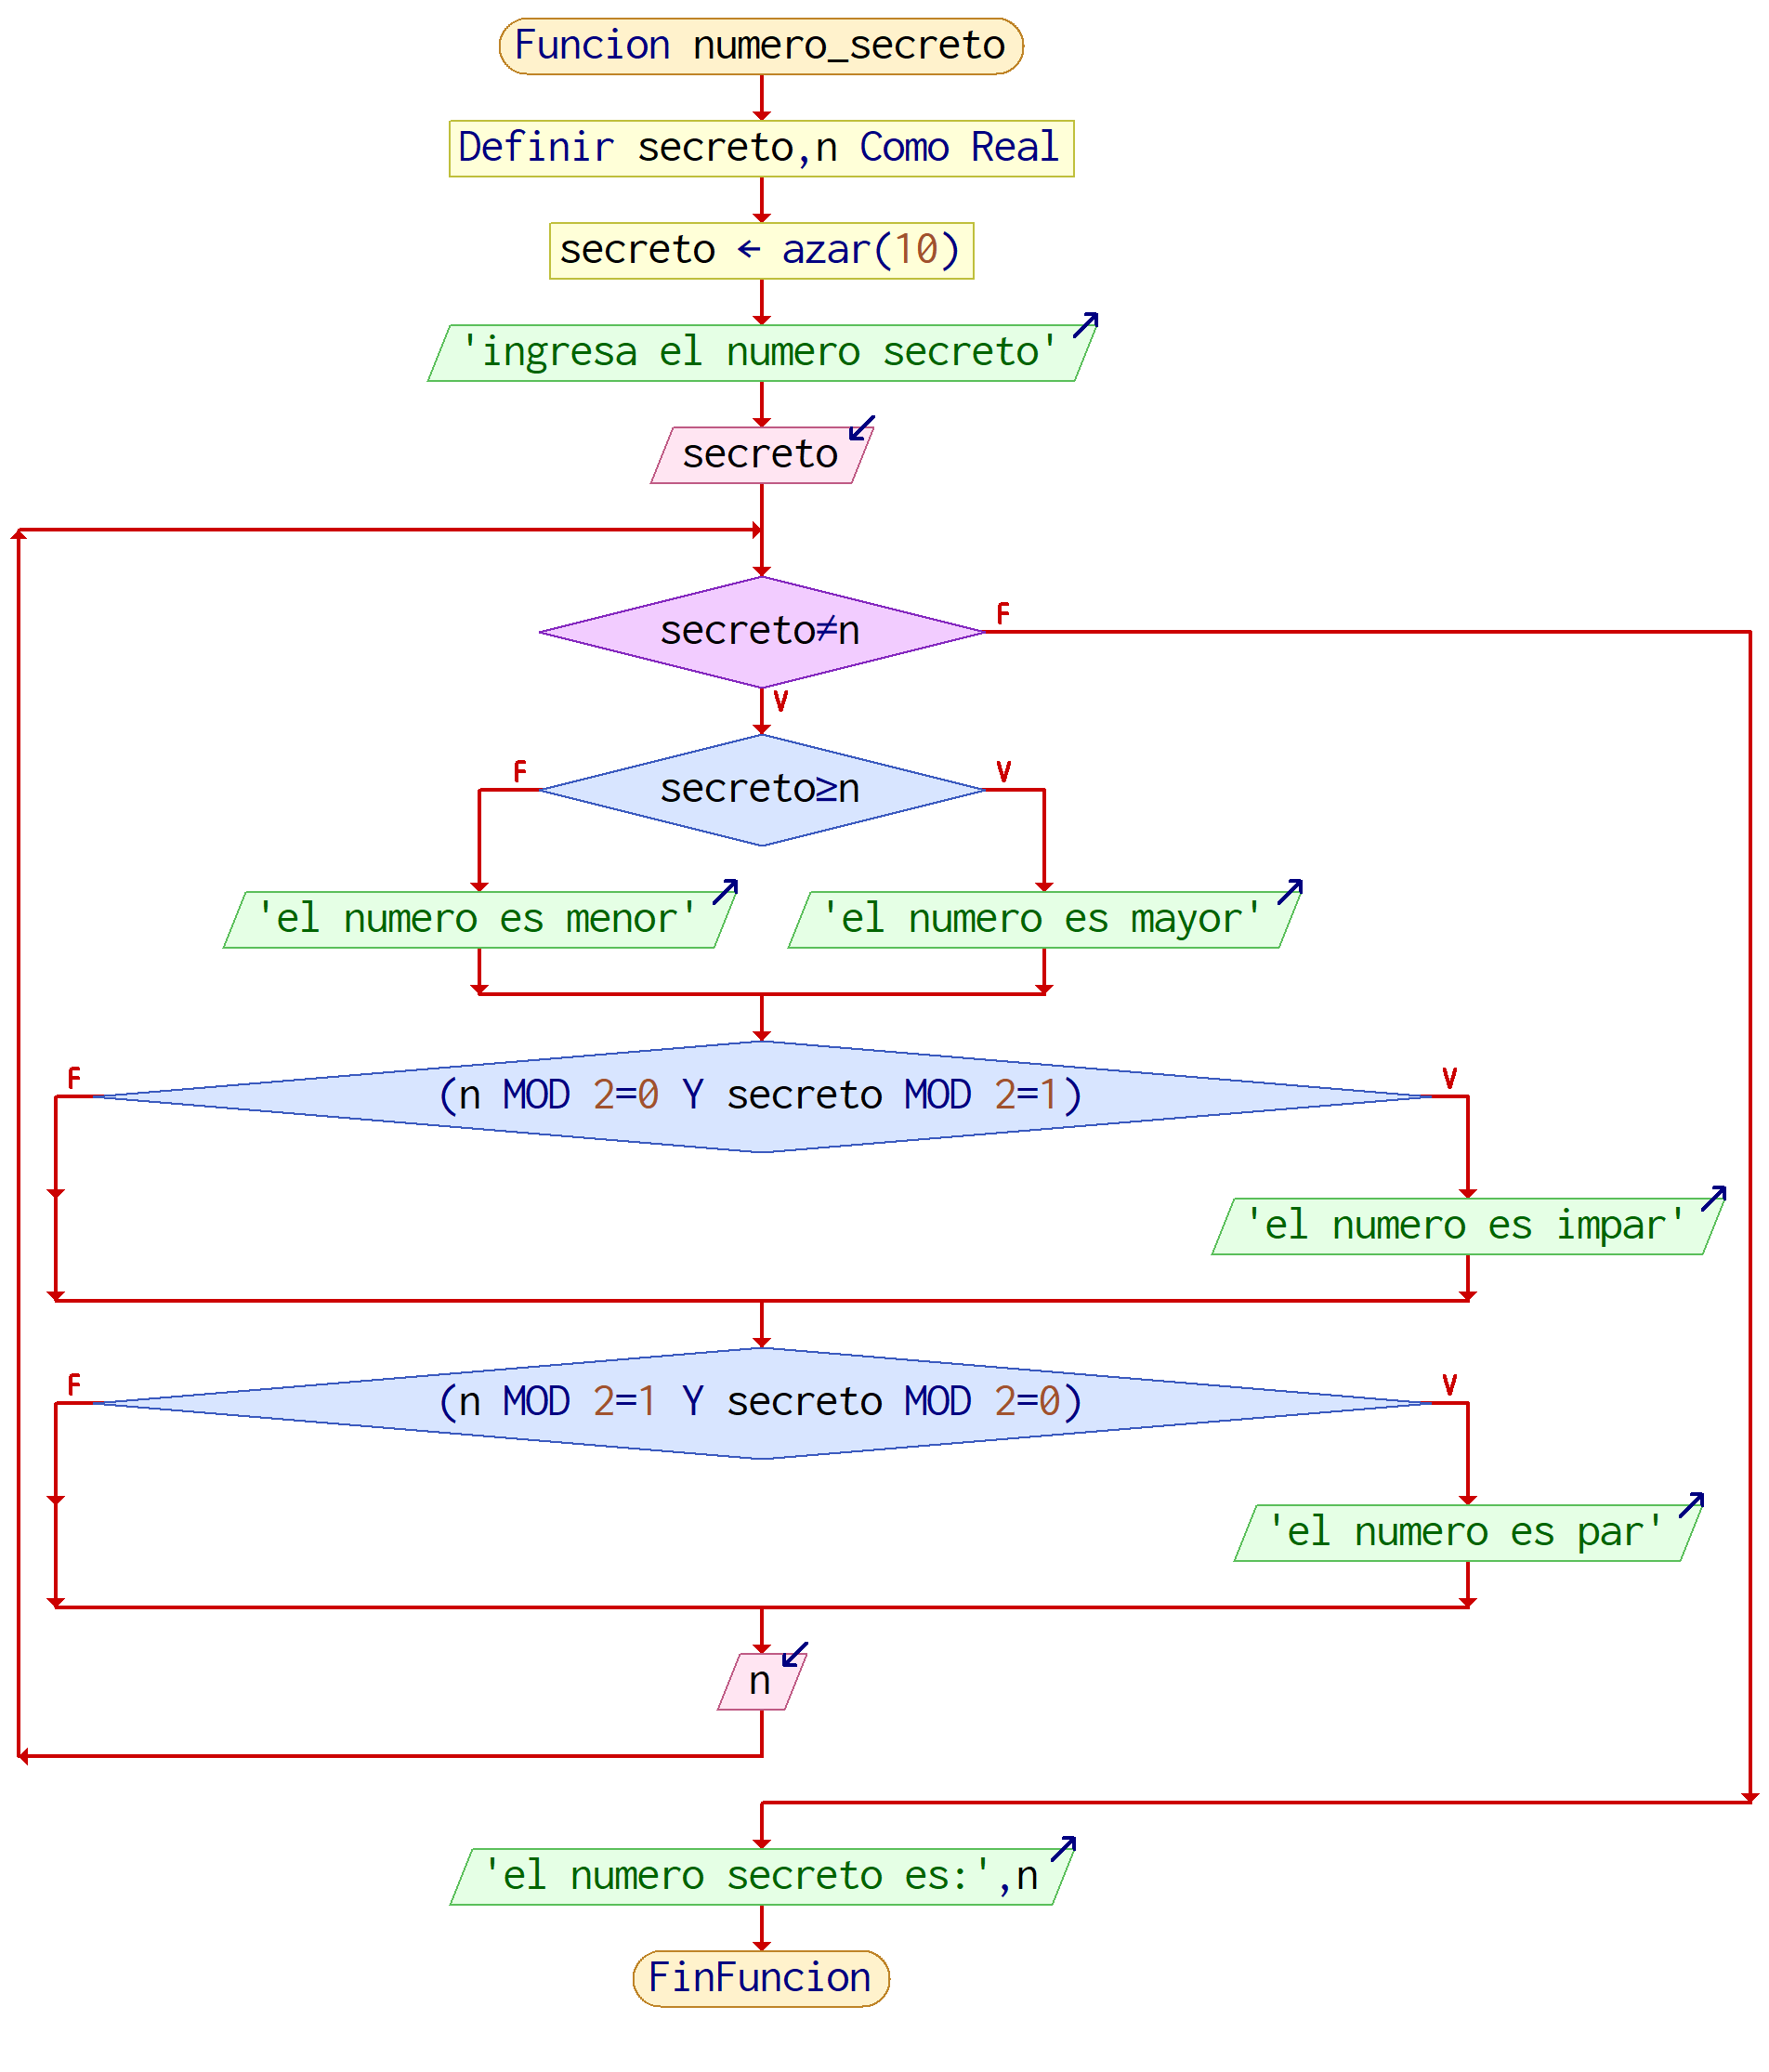 Funcion numero_secreto
Definir secreto,n Como Real
secreto ← azar(10)
'ingresa el numero secreto'
secreto
secreto≠n
F
V
secreto≥n
F
V
'el numero es menor'
'el numero es mayor'
(n MOD 2=0 Y secreto MOD 2=1)
F
V
'el numero es impar'
(n MOD 2=1 Y secreto MOD 2=0)
F
V
'el numero es par'
n
'el numero secreto es:',n
FinFuncion